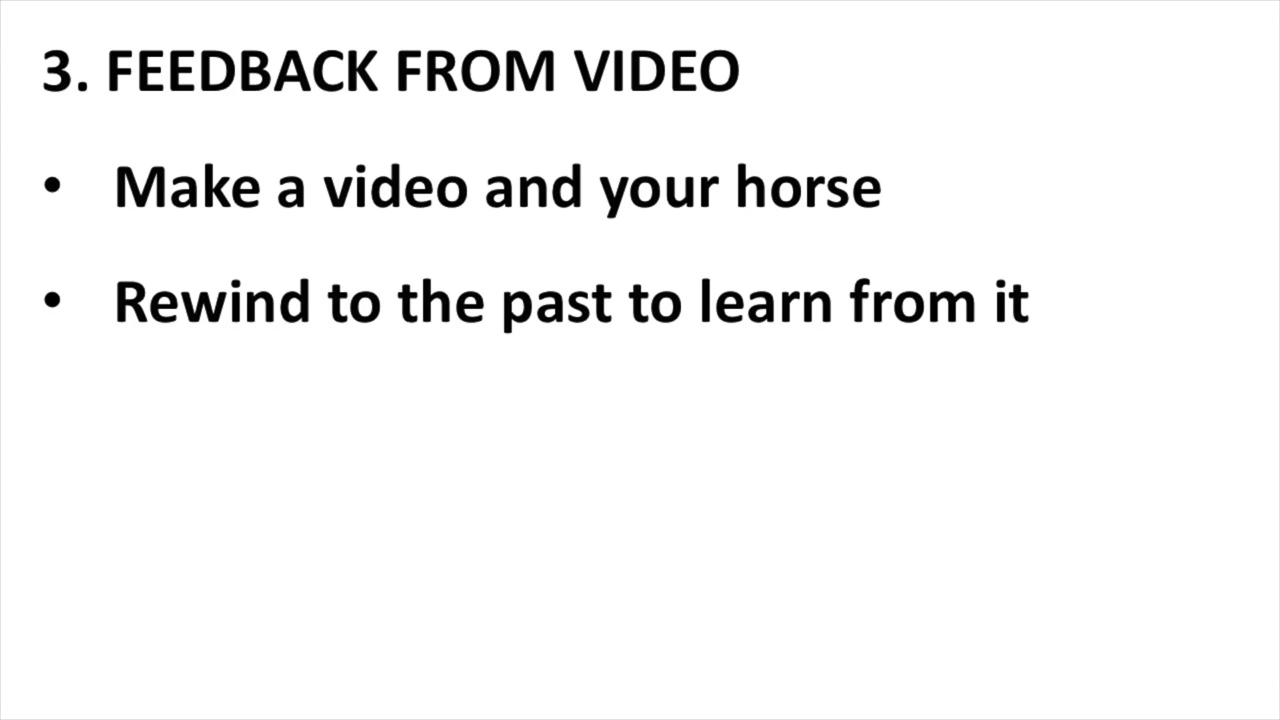 3. FEEDBACK FROM VIDEO
• Make a video and your horse
• Rewind to the past to learn from it